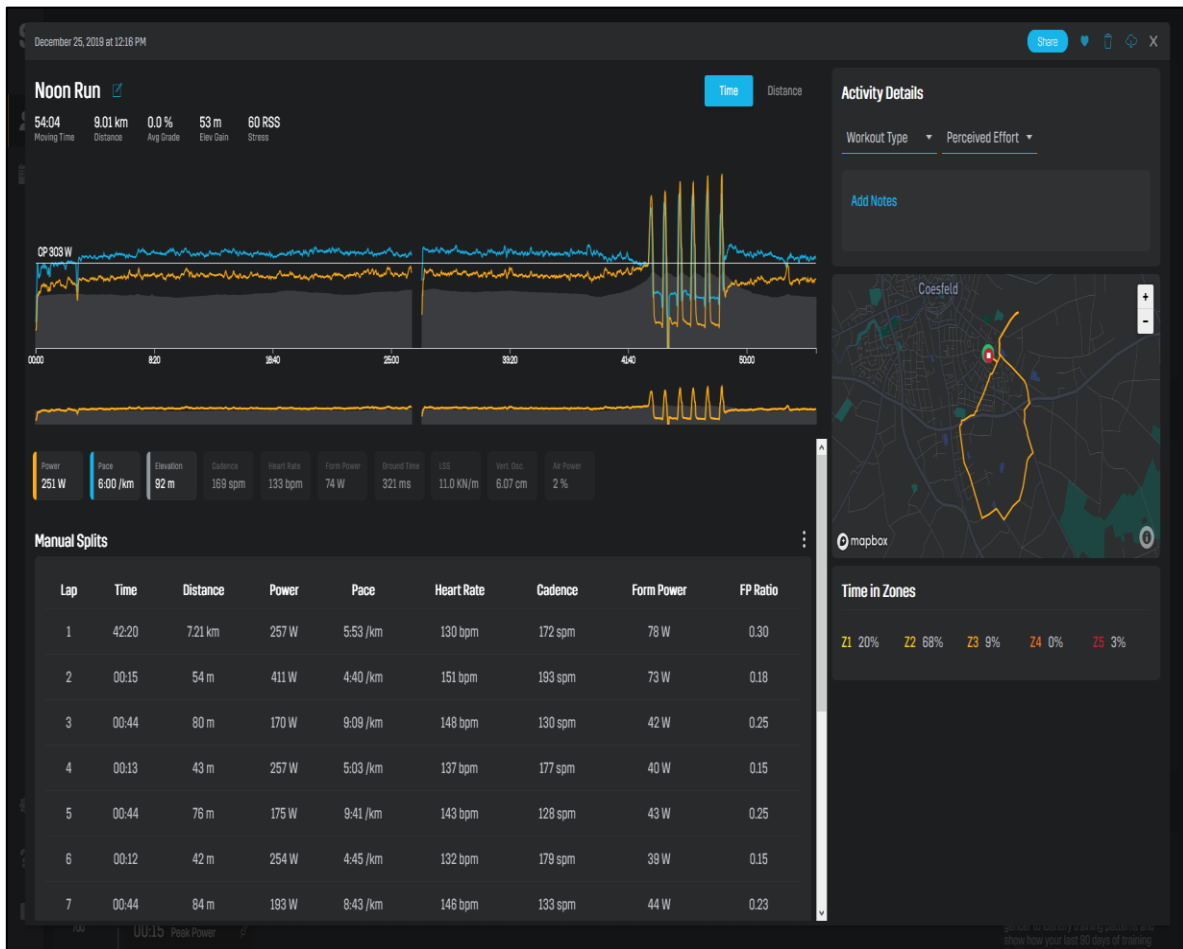 December 25, 2019 at 12:16 PM
Share
X
Noon Run
Time Distance
54:04 9.01 km 0.0 % 53 m 60 RSS
Moving Time Distance Avg Grade Elev Gain Stress
CP 303 W
00:00 8:20 16:40 25:00 33:20 41:40 50:00
Power Pace Elevation Cadence Heart Rate Form Power Ground Time LSS Vert. Osc. Air Power
251 W 6:00 /km 92 m 169 spm 133 bpm 74 W 321 ms 11.0 KN/m 6.07 cm 2 %
Manual Splits
Lap Time Distance Power Pace Heart Rate Cadence Form Power FP Ratio
1 42:20 7.21 km 257 W 5:53 /km 130 bpm 172 spm 78 W 0.30
2 00:15 54 m 411 W 4:40 /km 151 bpm 193 spm 73 W 0.18
3 00:44 80 m 170 W 9:09 /km 148 bpm 130 spm 42 W 0.25
4 00:13 43 m 257 W 5:03 /km 137 bpm 177 spm 40 W 0.15
5 00:44 76 m 175 W 9:41 /km 143 bpm 128 spm 43 W 0.25
6 00:12 42 m 254 W 4:45 /km 132 bpm 179 spm 39 W 0.15
7 00:44 84 m 193 W 8:43 /km 146 bpm 133 spm 44 W 0.23
Activity Details
Workout Type Perceived Effort
Add Notes
Coesfeld
+
-
mapbox
Time in Zones
Z1 20% Z2 68% Z3 9% Z4 0% Z5 3%
00:15 Peak Power
show how your last 90 days of training